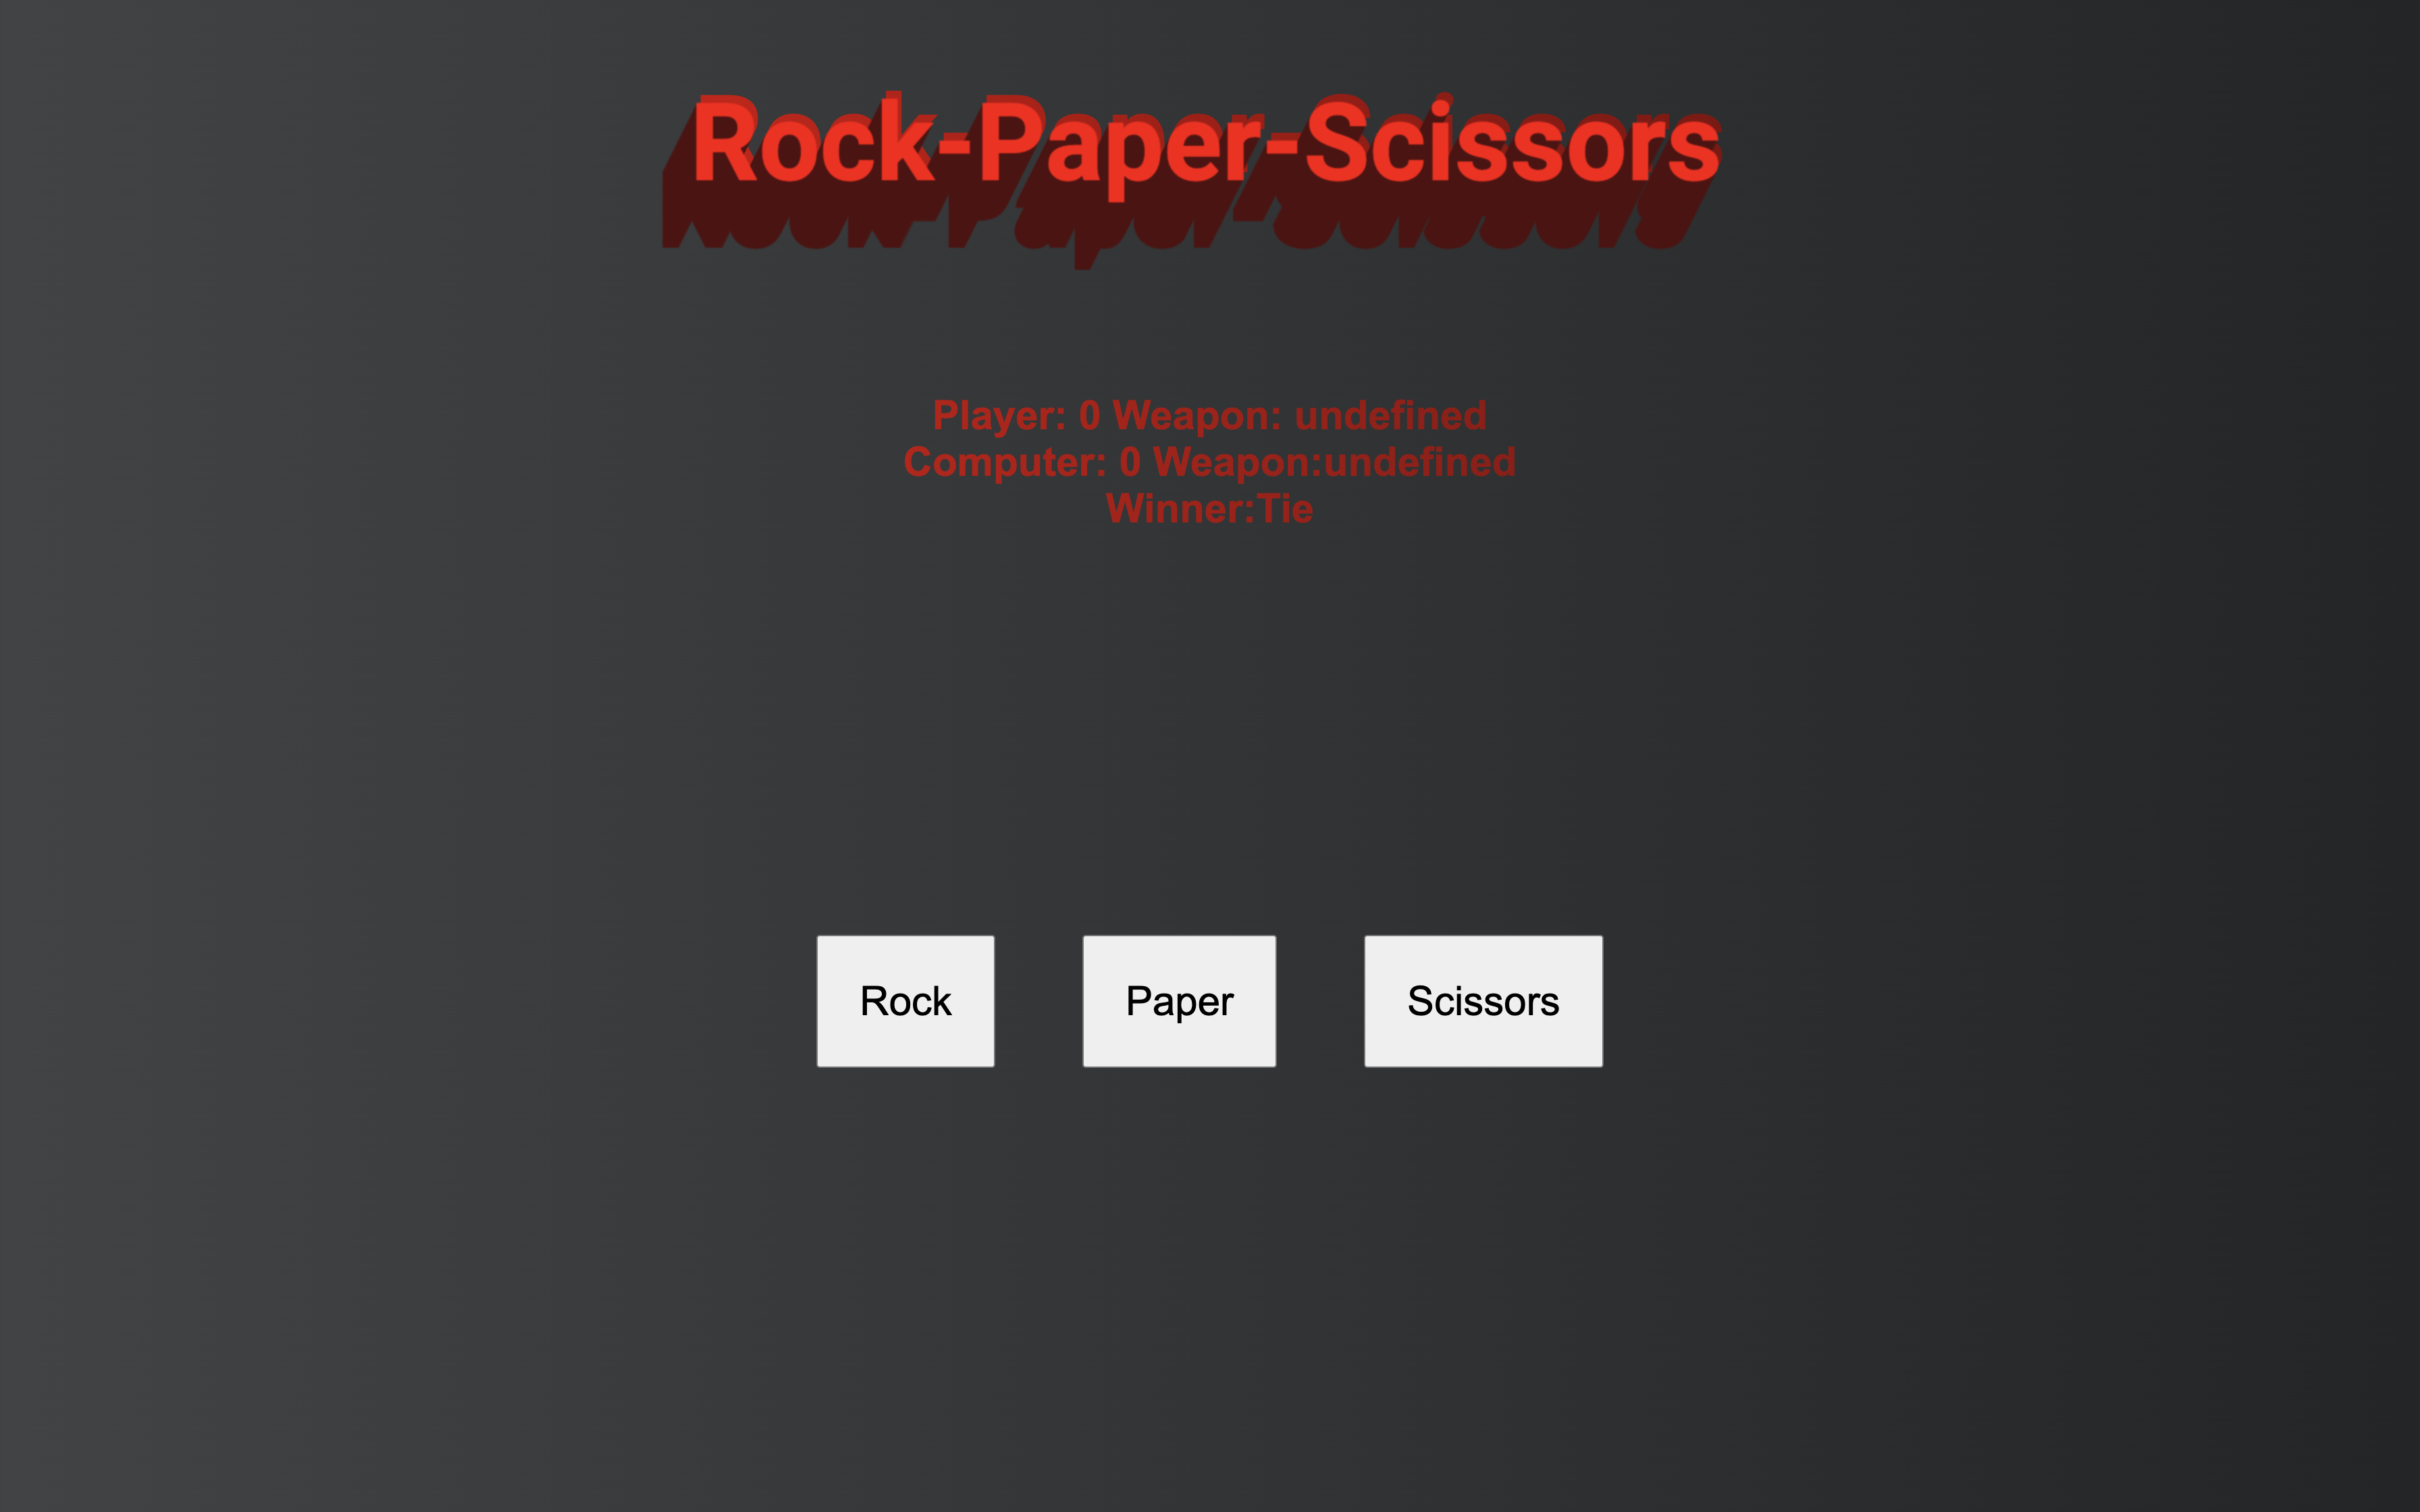 Rock-Paper-Scissors
Player: 0 Weapon: undefined
Computer: 0 Weapon:undefined
Winner:Tie
Rock
Paper
Scissors